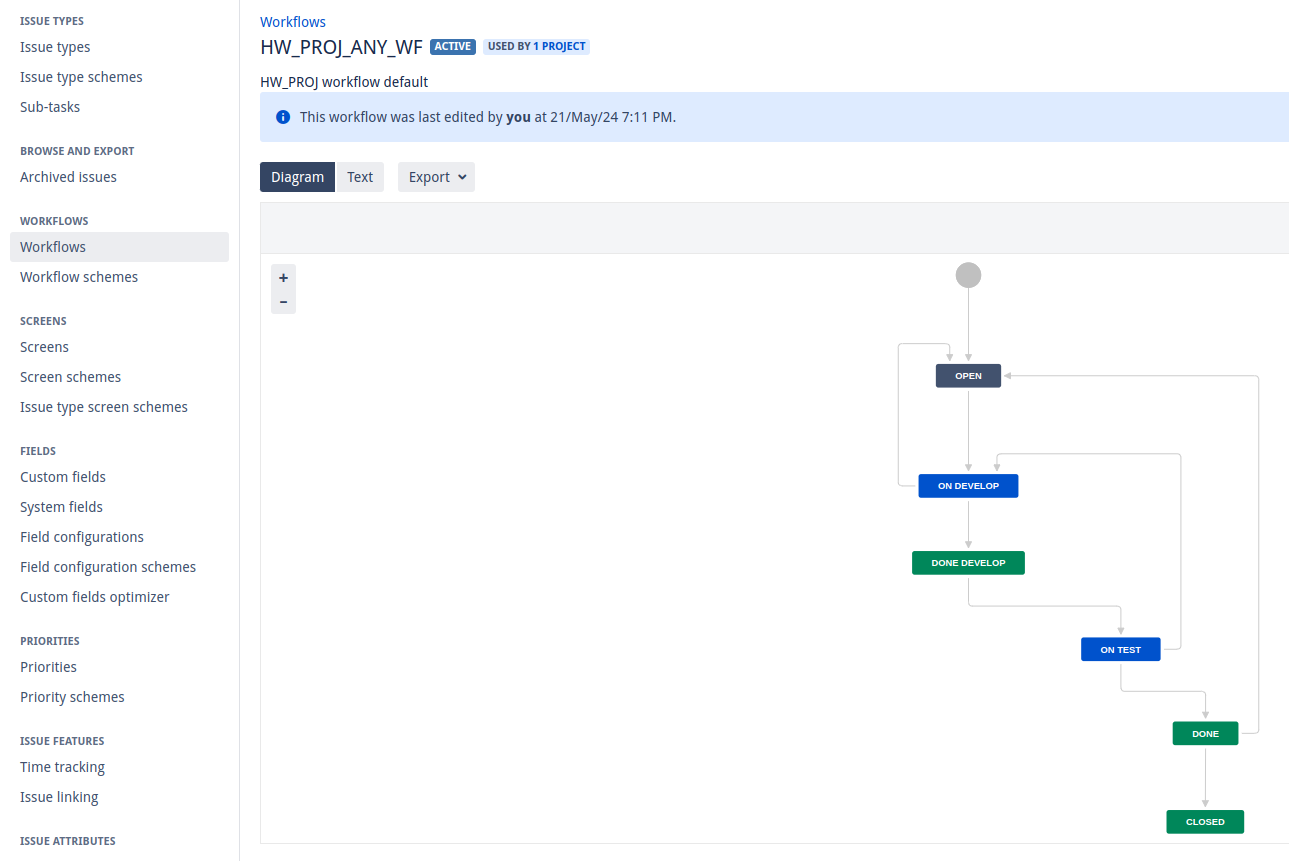 ISSUE TYPES
Issue types
Issue type schemes
Sub-tasks
BROWSE AND EXPORT
Archived issues
WORKFLOWS
Workflows
Workflow schemes
SCREENS
Screens
Screen schemes
Issue type screen schemes
FIELDS
Custom fields
System fields
Field configurations
Field configuration schemes
Custom fields optimizer
PRIORITIES
Priorities
Priority schemes
ISSUE FEATURES
Time tracking
Issue linking
ISSUE ATTRIBUTES
Workflows
HW_PROJ_ANY_WF ACTIVE USED BY 1 PROJECT
HW_PROJ workflow default
This workflow was last edited by you at 21/May/24 7:11 PM.
Diagram Text Export
+
−
OPEN
ON DEVELOP
DONE DEVELOP
ON TEST
DONE
CLOSED